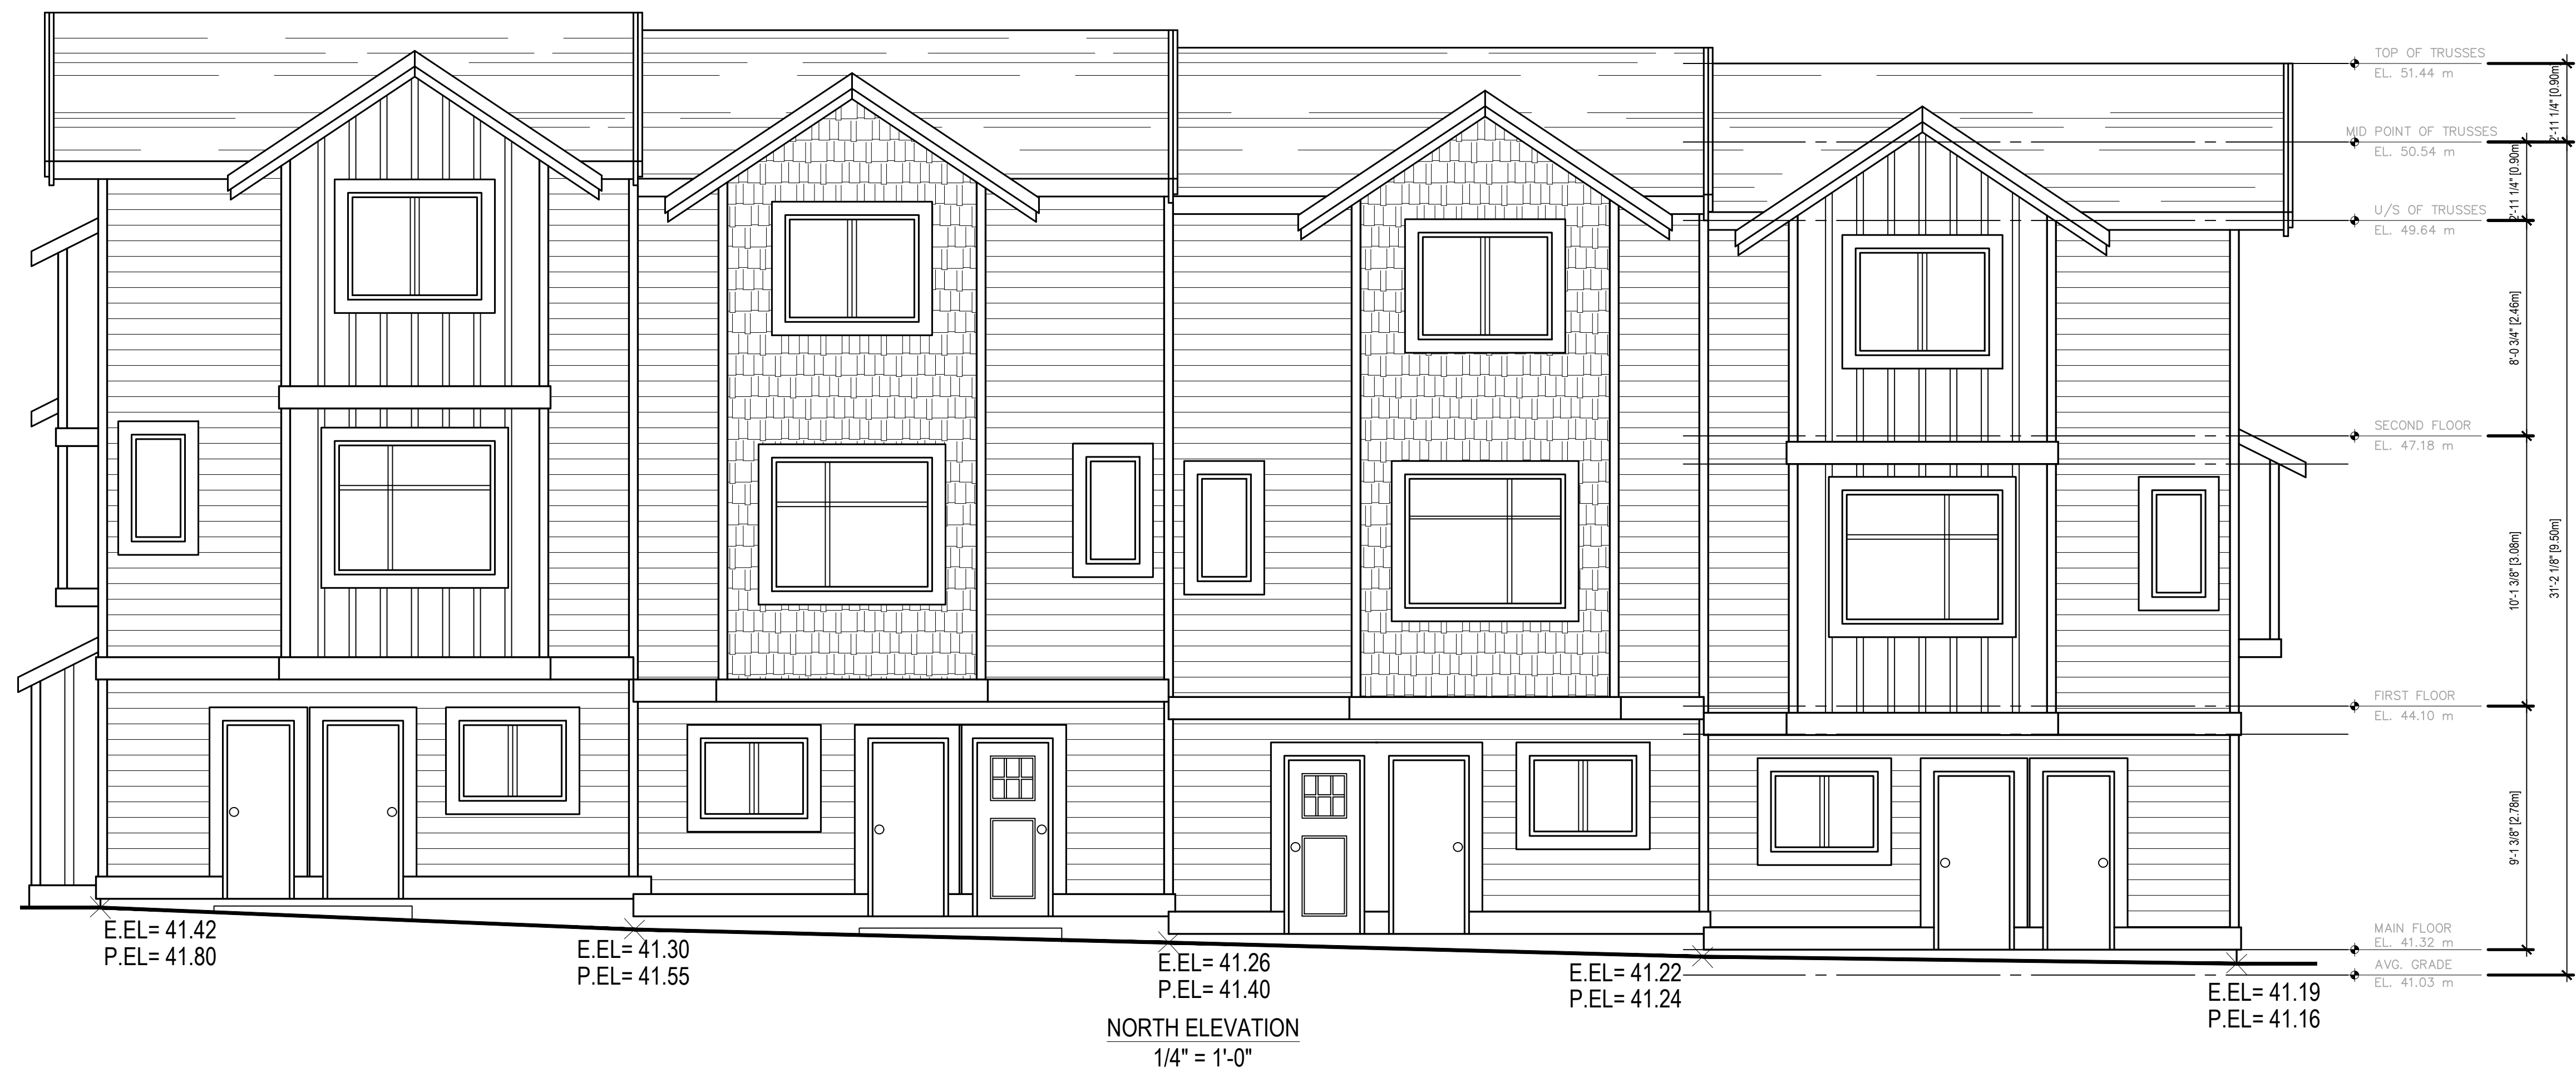 TOP OF TRUSSES
EL. 51.44 m
2'-11 1/4" [0.90m]
MID POINT OF TRUSSES
EL. 50.54 m
2'-11 1/4" [0.90m]
U/S OF TRUSSES
EL. 49.64 m
8'-0 3/4" [2.46m]
SECOND FLOOR
EL. 47.18 m
10'-1 3/8" [3.08m]
31'-2 1/8" [9.50m]
FIRST FLOOR
EL. 44.10 m
9'-1 3/8" [2.78m]
MAIN FLOOR
EL. 41.32 m
AVG. GRADE
EL. 41.03 m
E.EL= 41.42
P.EL= 41.80
E.EL= 41.30
P.EL= 41.55
E.EL= 41.26
P.EL= 41.40
E.EL= 41.22
P.EL= 41.24
E.EL= 41.19
P.EL= 41.16
NORTH ELEVATION
1/4" = 1'-0"